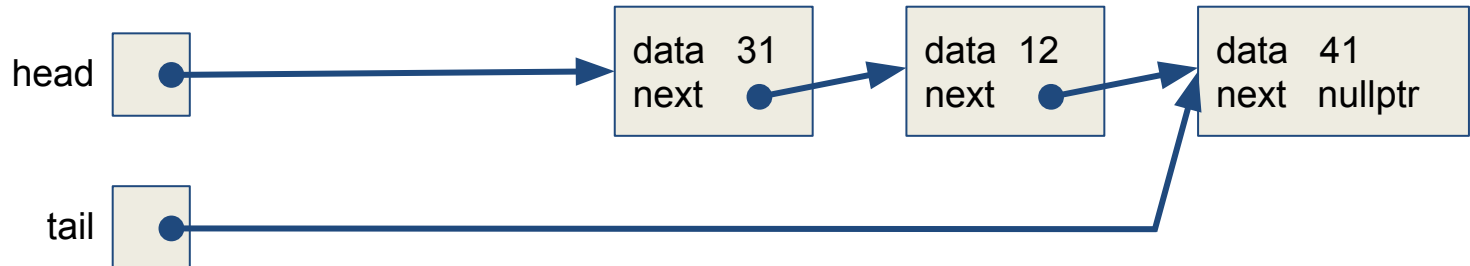 head
data 31
next
data 12
next
data 41
next nullptr
tail